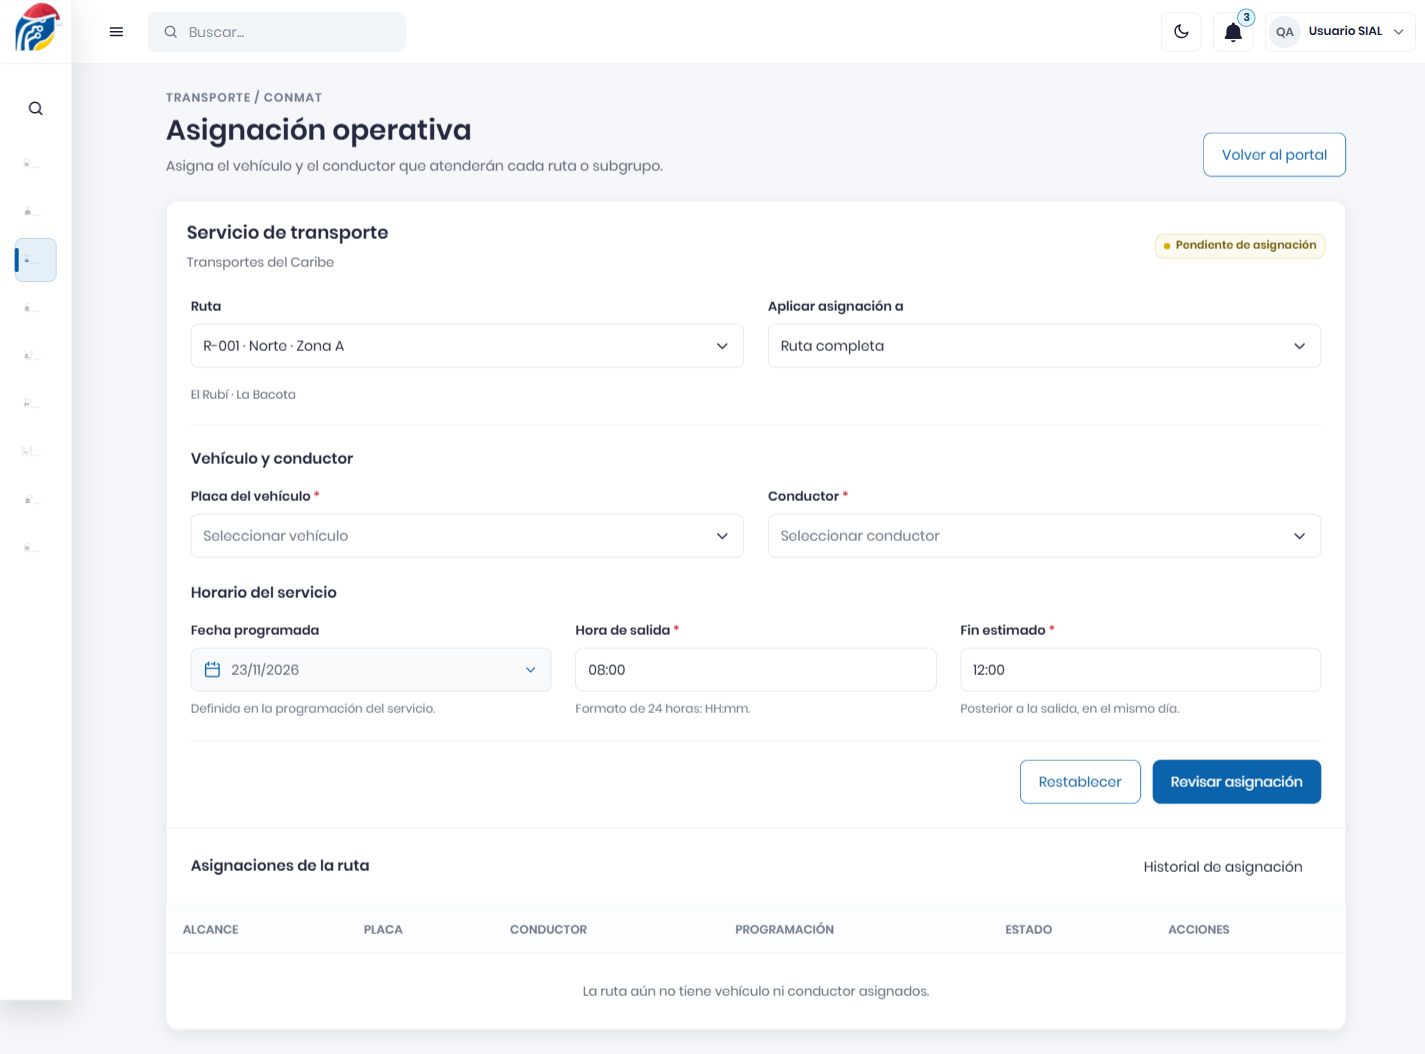 Buscar...
3
QA
Usuario SIAL
TRANSPORTE / CONMAT
Asignación operativa
Asigna el vehículo y el conductor que atenderán cada ruta o subgrupo.
Volver al portal
Servicio de transporte
Transportes del Caribe
Pendiente de asignación
Ruta
Aplicar asignación a
R-001 · Norte · Zona A
Ruta completa
El Rubí · La Bacota
Vehículo y conductor
Placa del vehículo *
Conductor *
Seleccionar vehículo
Seleccionar conductor
Horario del servicio
Fecha programada
Hora de salida *
Fin estimado *
23/11/2026
08:00
12:00
Definida en la programación del servicio.
Formato de 24 horas: HH:mm.
Posterior a la salida, en el mismo día.
Restablecer
Revisar asignación
Asignaciones de la ruta
Historial de asignación
ALCANCE PLACA CONDUCTOR PROGRAMACIÓN ESTADO ACCIONES
La ruta aún no tiene vehículo ni conductor asignados.